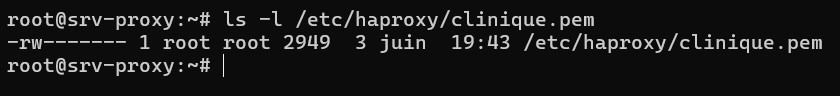 root@srv-proxy:~# ls -l /etc/haproxy/clinique.pem
-rw------- 1 root root 2949  3 juin  19:43 /etc/haproxy/clinique.pem
root@srv-proxy:~#